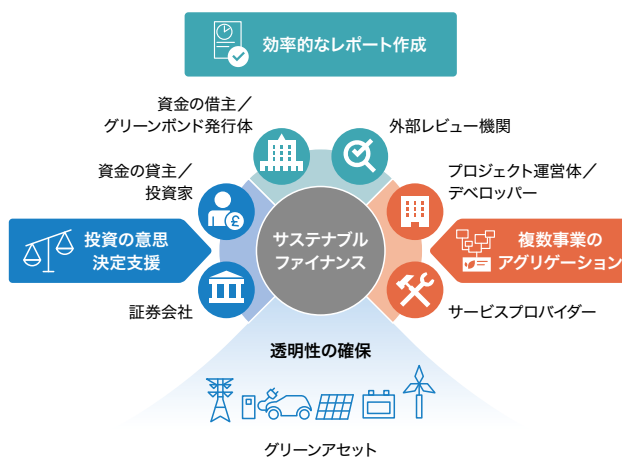 効率的なレポート作成
資金の借主／
グリーンボンド発行体
外部レビュー機関
資金の貸主／
投資家
プロジェクト運営体／
デベロッパー
£
投資の意思
決定支援
サステナブル
ファイナンス
複数事業の
アグリゲーション
証券会社
サービスプロバイダー
透明性の確保
グリーンアセット